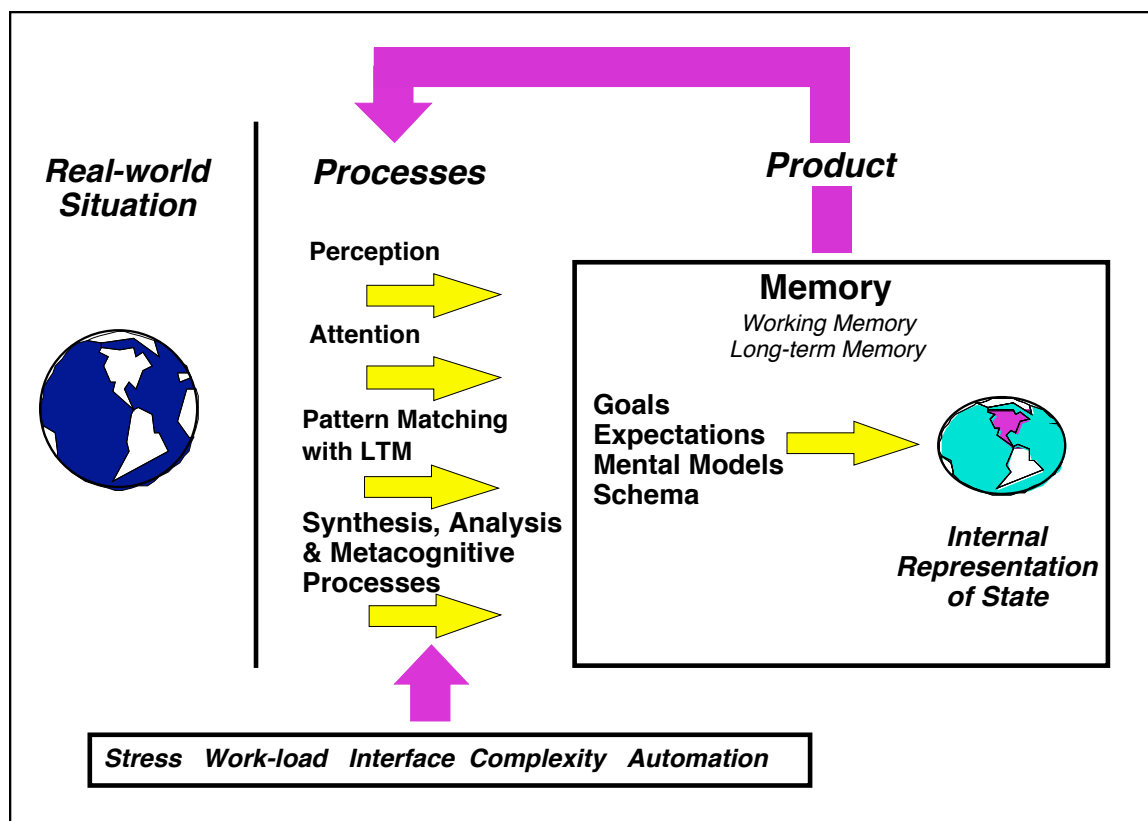 Real-world
Situation
Processes
Product
Perception
Attention
Pattern Matching
with LTM
Synthesis, Analysis
& Metacognitive
Processes
Memory
Working Memory
Long-term Memory
Goals
Expectations
Mental Models
Schema
Internal
Representation
of State
Stress Work-load Interface Complexity Automation